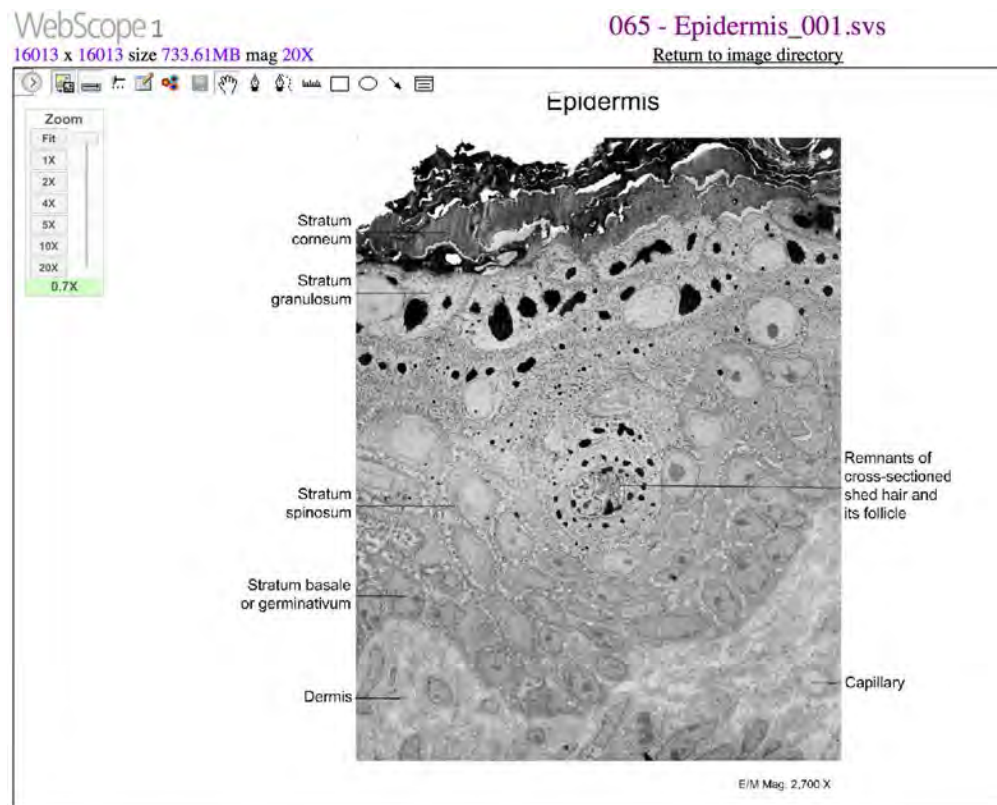 WebScope 1
065 - Epidermis_001.svs
16013 x 16013 size 733.61MB mag 20X
Return to image directory
Epidermis
Zoom
Fit
1X
2X
4X
5X
10X
20X
0.7X
Stratum
corneum
Stratum
granulosum
Stratum
spinosum
Stratum basale
or germinativum
Dermis
Remnants of
cross-sectioned
shed hair and
its follicle
Capillary
E/M Mag: 2,700 X